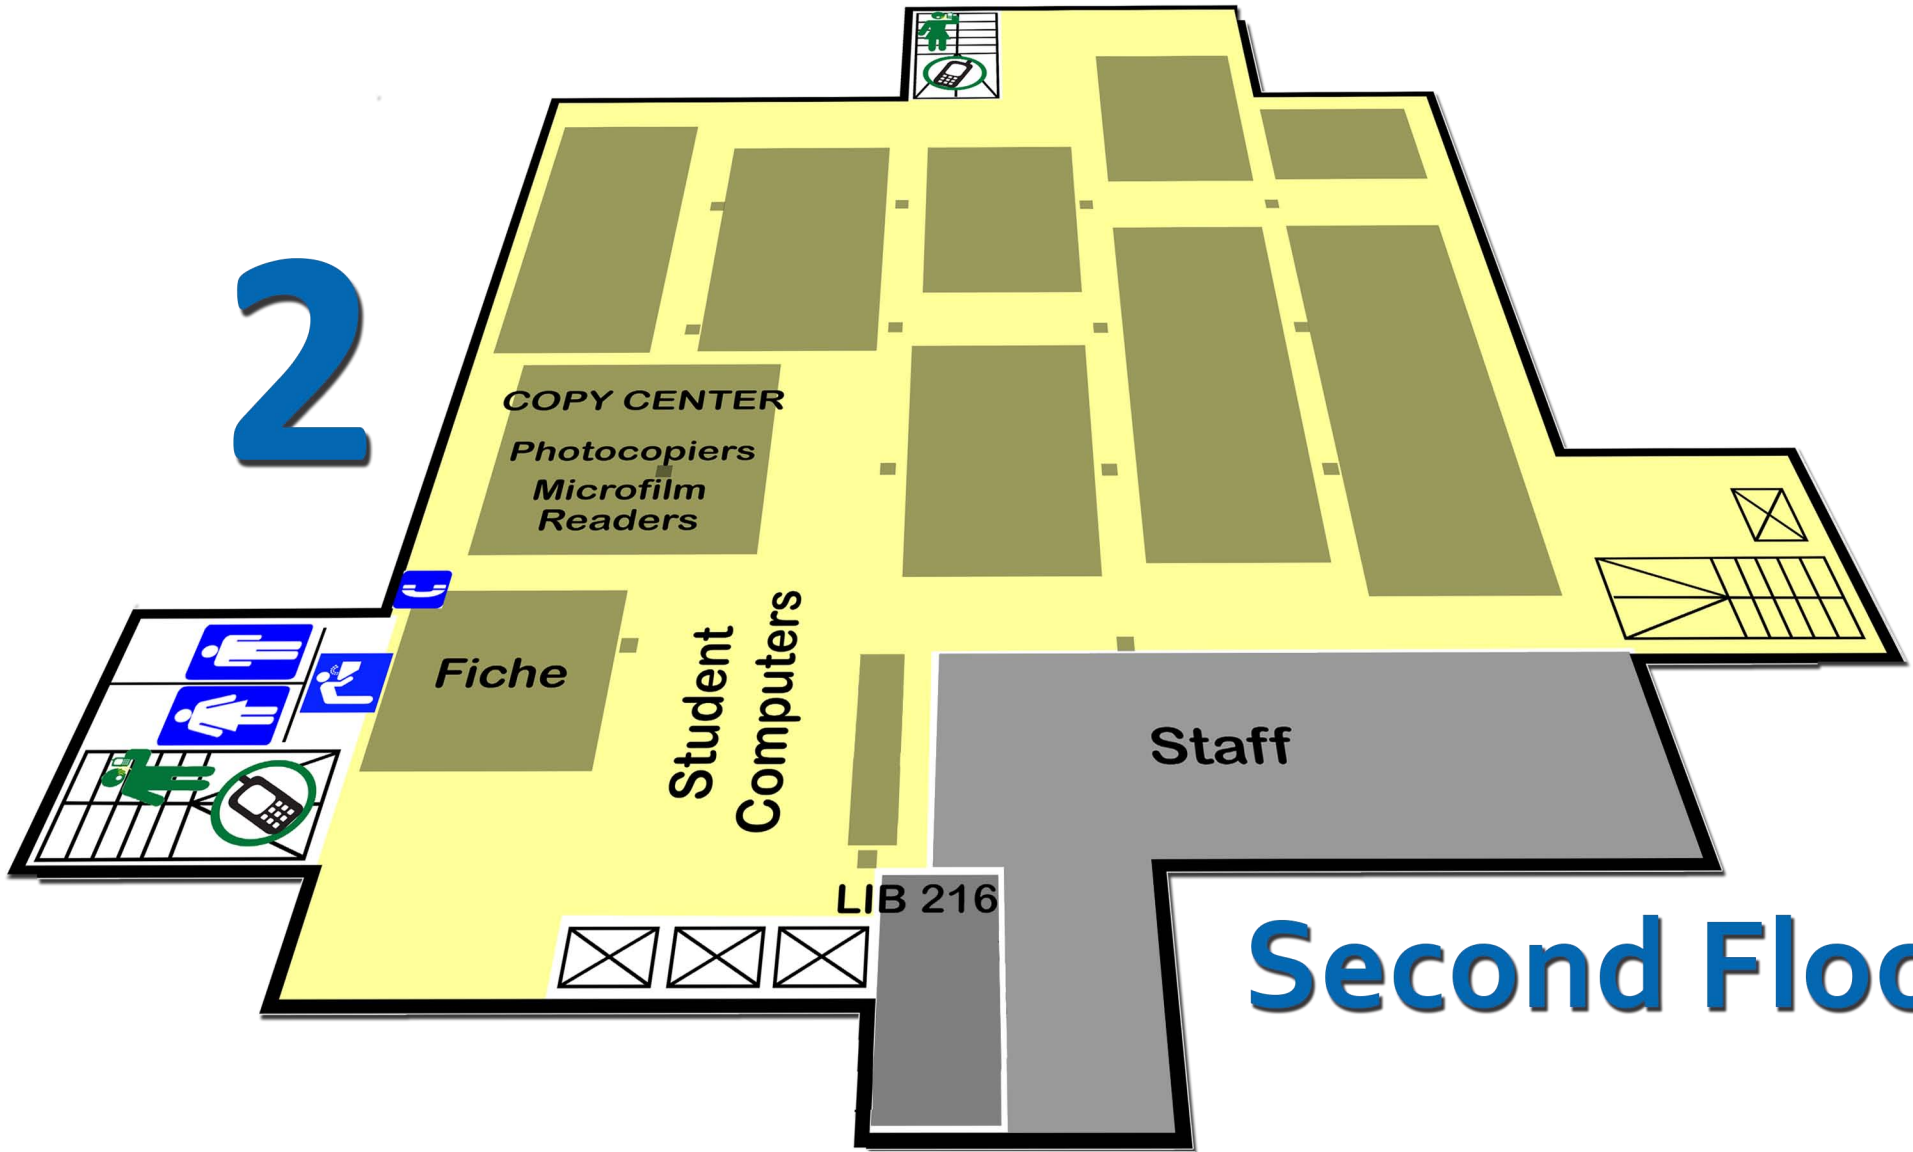 2
COPY CENTER
Photocopiers
Microfilm
Readers
Fiche
Student
Computers
Staff
LIB 216
Second Floo